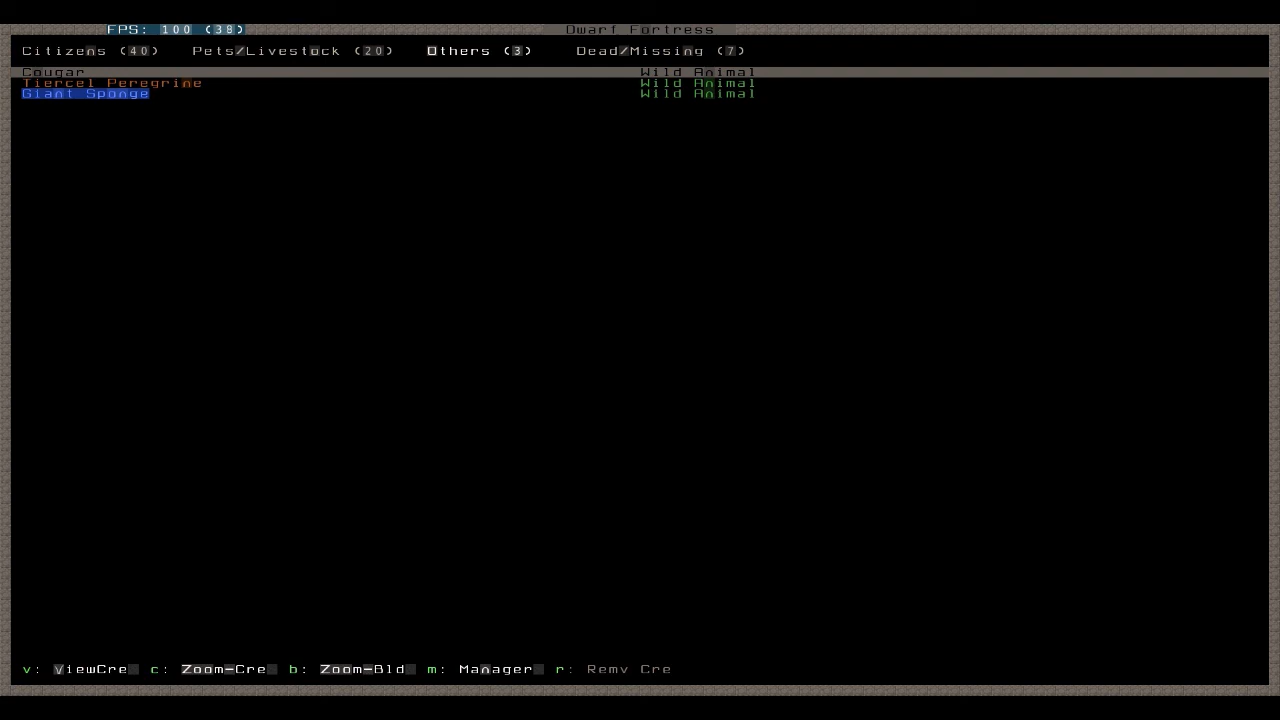 FPS: 100 (38) Dwarf Fortress
Citizens (40) Pets/Livestock (20) Others (3) Dead/Missing (7)
Cougar Wild Animal
Tiercel Peregrine Wild Animal
Giant Sponge Wild Animal
v: ViewCre c: Zoom-Cre b: Zoom-Bld m: Manager r: Remv Cre